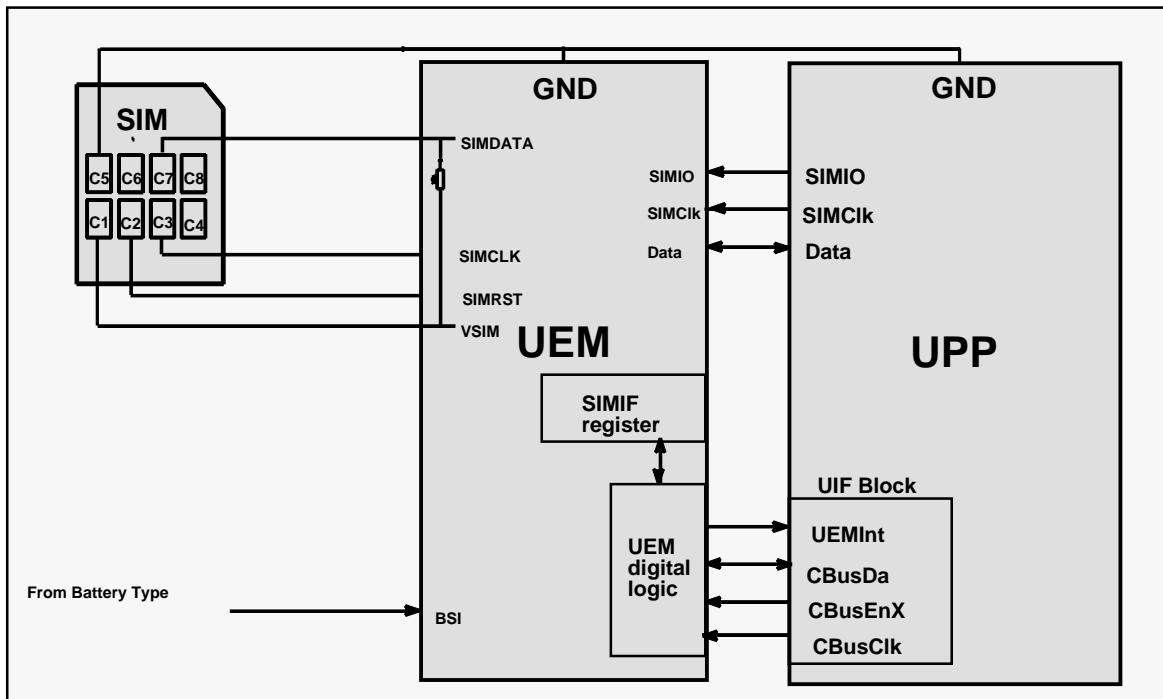 GND
GND
SIM
SIMDATA
C5 C6 C7 C8
SIMIO
SIMIO
C1 C2 C3 C4
SIMClk
SIMClk
SIMCLK
Data
Data
SIMRST
VSIM
UEM
UPP
SIMIF
register
UIF Block
UEMInt
UEM
digital
logic
CBusDa
CBusEnX
CBusClk
From Battery Type
BSI